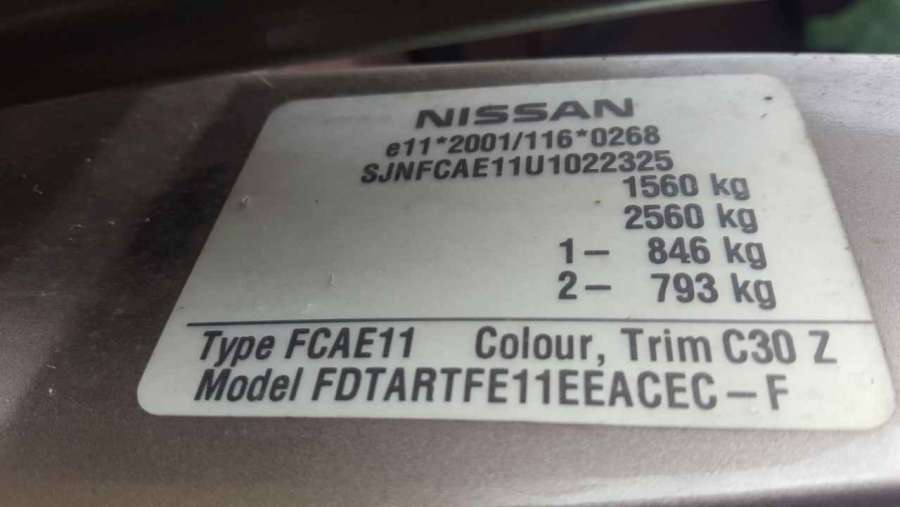 NISSAN
e11*2001/116*0268
SJNFCAE11U1022325
1560 kg
2560 kg
1– 846 kg
2– 793 kg
Type FCAE11 Colour, Trim C30 Z
Model FDTARTFE11EEACEC – F